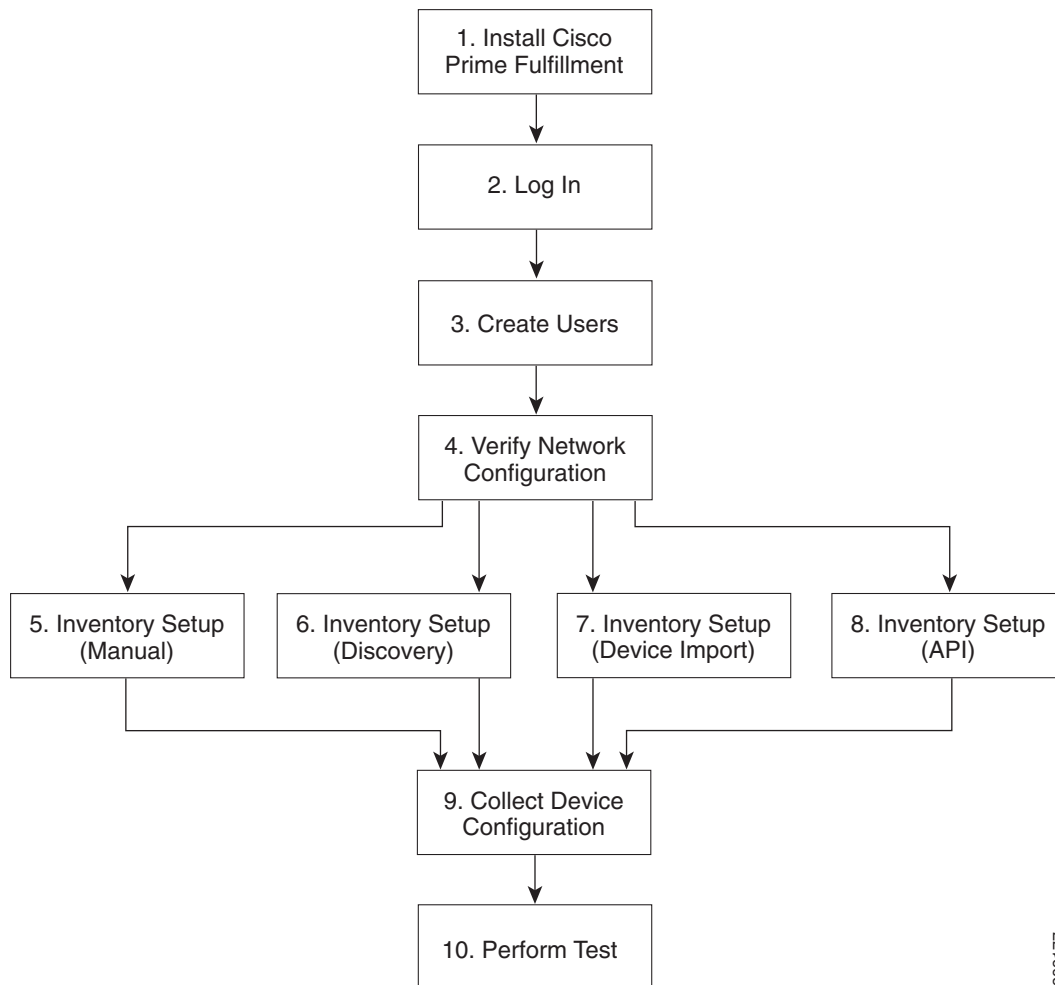 1. Install Cisco
Prime Fulfillment
2. Log In
3. Create Users
4. Verify Network
Configuration
5. Inventory Setup
(Manual)
6. Inventory Setup
(Discovery)
7. Inventory Setup
(Device Import)
8. Inventory Setup
(API)
9. Collect Device
Configuration
10. Perform Test